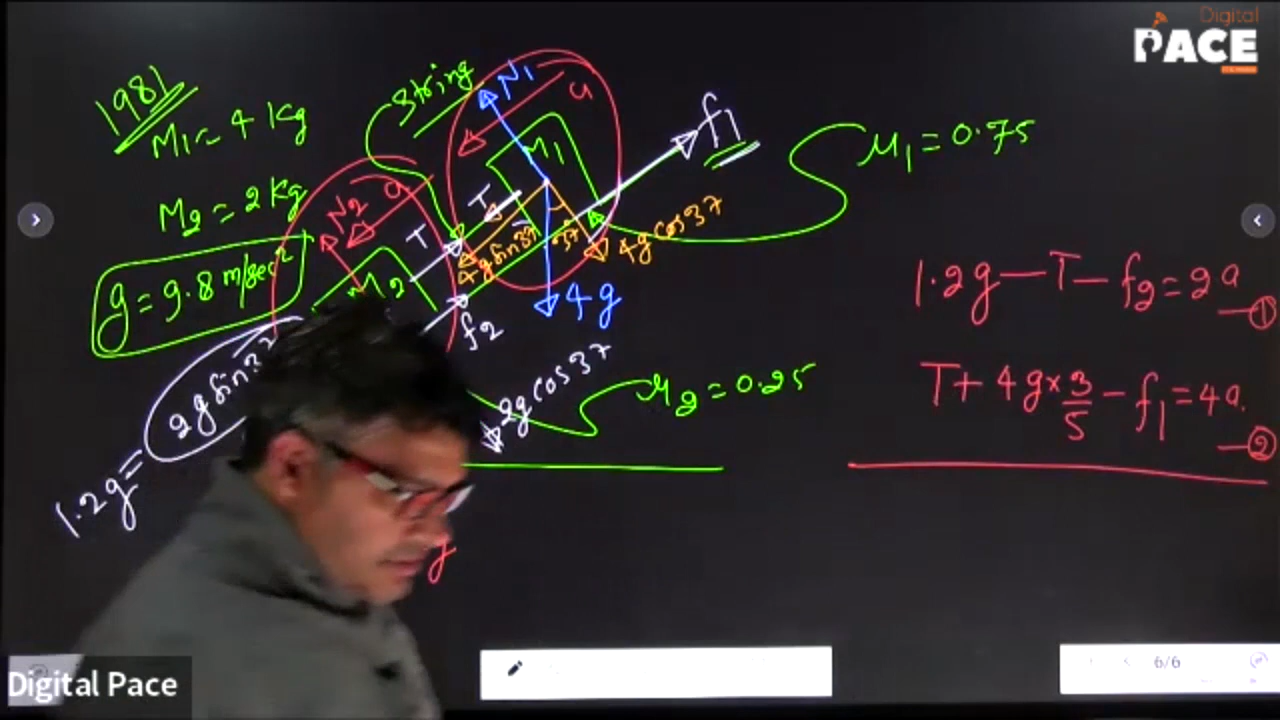 Digital
PACE
1981
M1 = 4 Kg
M2 = 2 Kg
g = 9.8 m/sec²
String
N1
a
M1
f1
μ1 = 0.75
N2
a
T
T
M2
4g sin37
37
4g cos37
4g
f2
2g sin37
1.2g =
2g cos37
μ2 = 0.25
1.2g - T - f2 = 2a -①
T + 4g × 3/5 - f1 = 4a. -②
g
6/6
Digital Pace